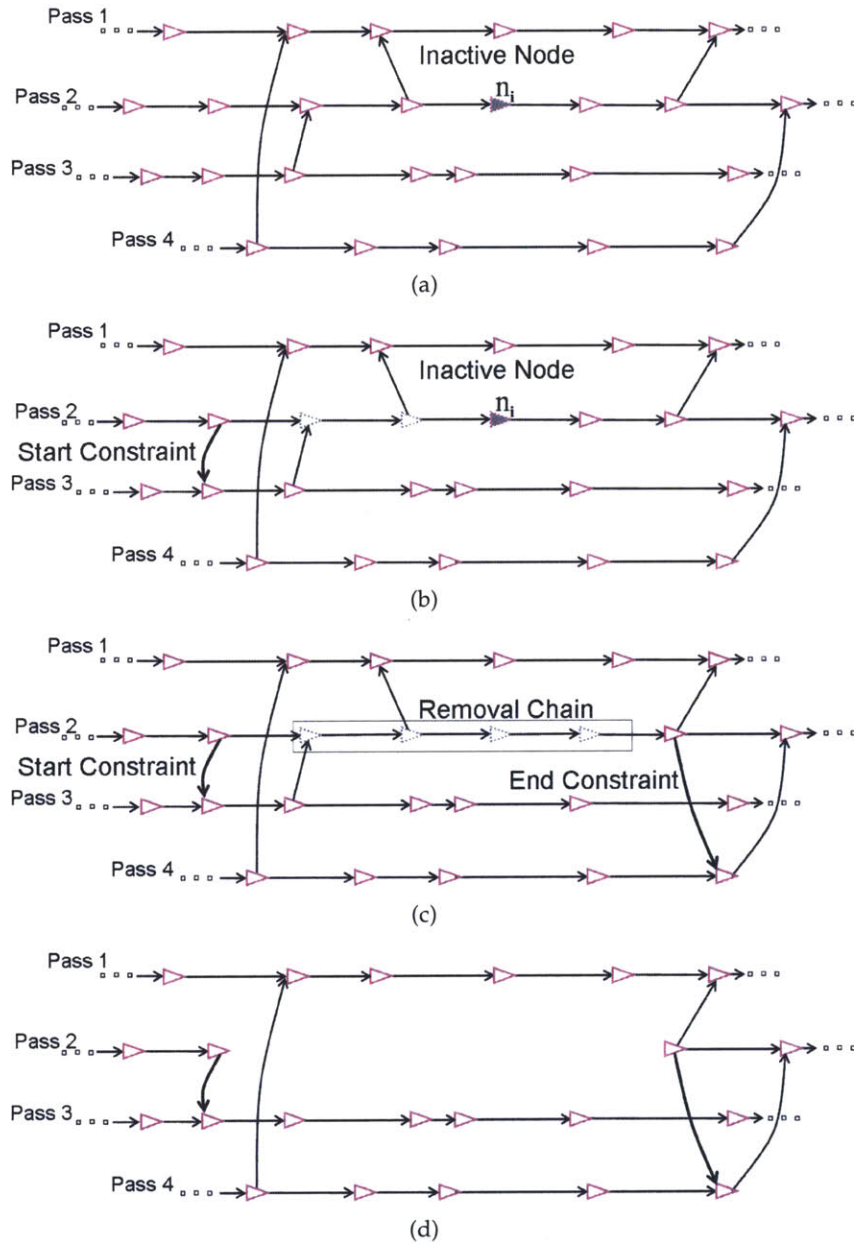 Pass 1
Inactive Node
Pass 2
nᵢ
Pass 3
Pass 4
(a)
Pass 1
Inactive Node
Pass 2
nᵢ
Start Constraint
Pass 3
Pass 4
(b)
Pass 1
Removal Chain
Pass 2
Start Constraint
End Constraint
Pass 3
Pass 4
(c)
Pass 1
Pass 2
Pass 3
Pass 4
(d)